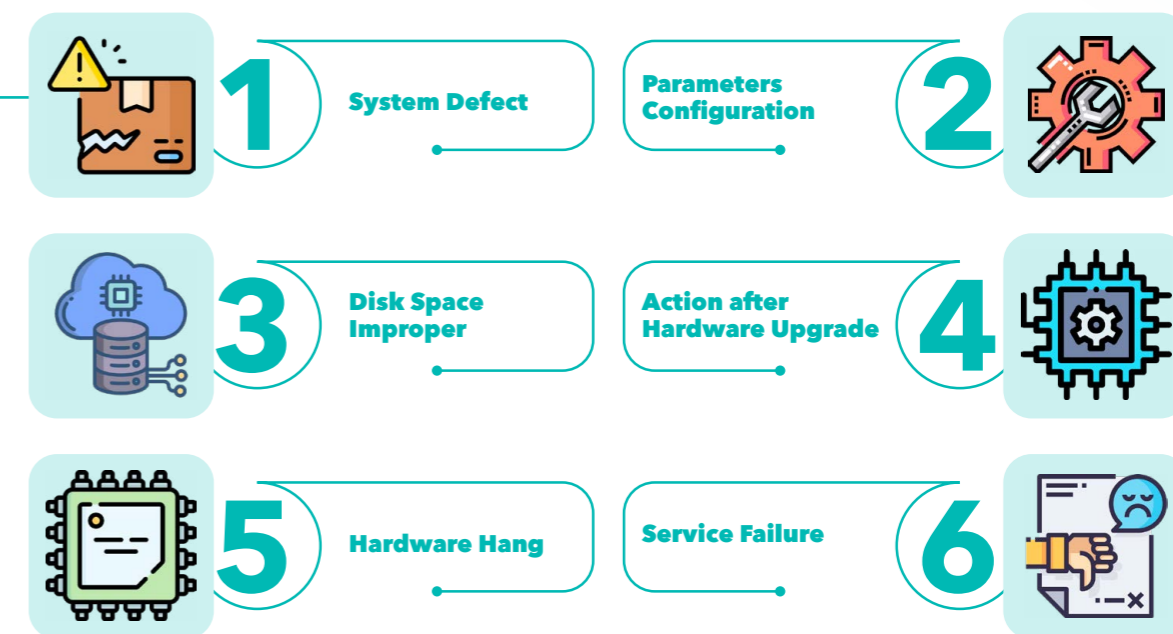 1
System Defect
Parameters
Configuration
2
3
Disk Space
Improper
Action after
Hardware Upgrade
4
5
Hardware Hang
Service Failure
6